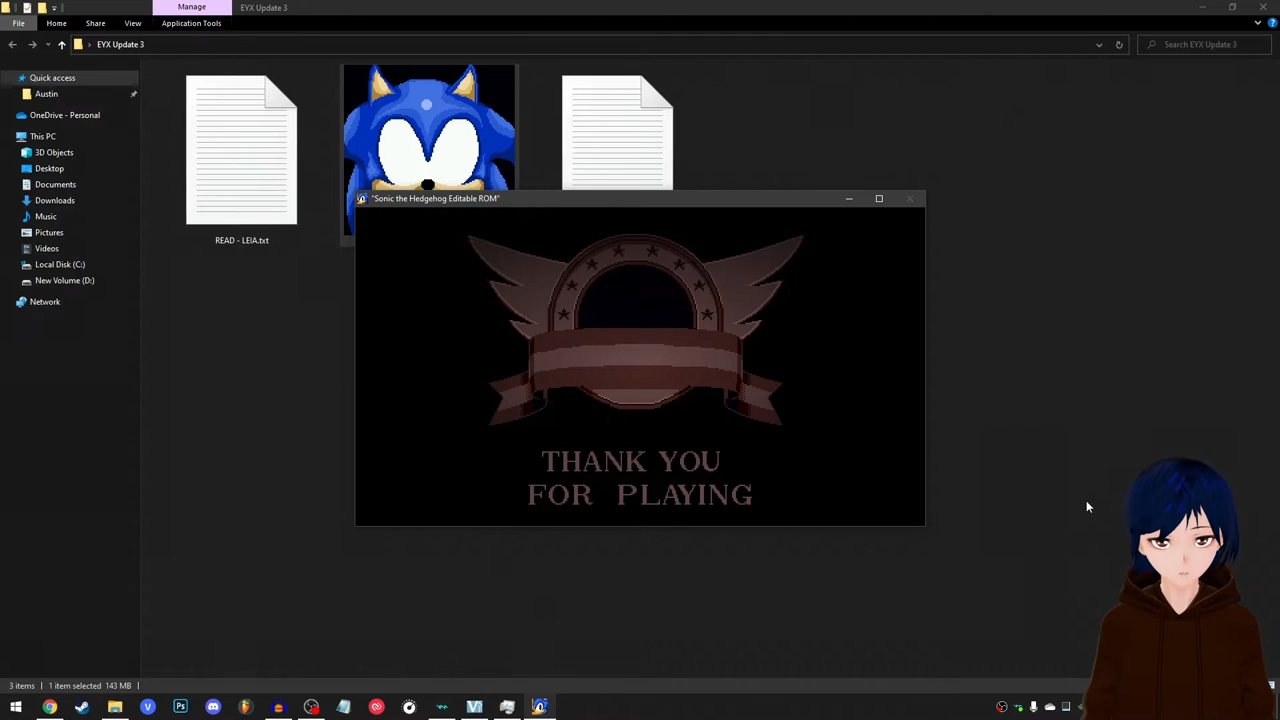 Manage
EYX Update 3
File
Home
Share
View
Application Tools
EYX Update 3
Search EYX Update 3
Quick access
Austin
OneDrive - Personal
This PC
3D Objects
Desktop
Documents
Downloads
Music
Pictures
Videos
Local Disk (C:)
New Volume (D:)
Network
READ - LEIA.txt
"Sonic the Hedgehog Editable ROM"
THANK YOU
FOR PLAYING
3 items
1 item selected 143 MB